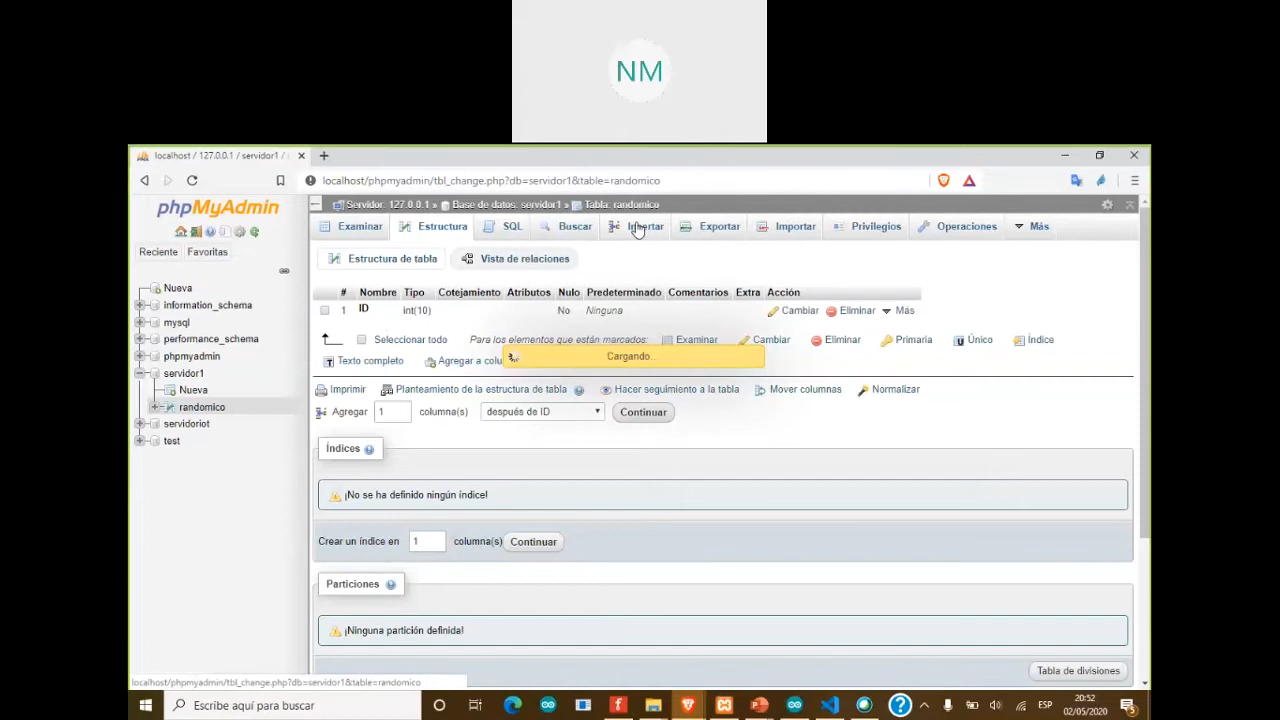 NM
localhost / 127.0.0.1 / servidor1 /
localhost/phpmyadmin/tbl_change.php?db=servidor1&table=randomico
phpMyAdmin
Reciente Favoritas
Nueva
information_schema
mysql
performance_schema
phpmyadmin
servidor1
Nueva
randomico
servidoriot
test
Servidor: 127.0.0.1 » Base de datos: servidor1 » Tabla: randomico
Examinar Estructura SQL Buscar Insertar Exportar Importar Privilegios Operaciones Más
Estructura de tabla Vista de relaciones
# Nombre Tipo Cotejamiento Atributos Nulo Predeterminado Comentarios Extra Acción
1 ID int(10) No Ninguna Cambiar Eliminar Más
Seleccionar todo Para los elementos que están marcados: Examinar Cambiar Eliminar Primaria Único Índice
Texto completo Agregar a colu
Cargando...
Imprimir Planteamiento de la estructura de tabla Hacer seguimiento a la tabla Mover columnas Normalizar
Agregar 1 columna(s) después de ID Continuar
Índices
¡No se ha definido ningún índice!
Crear un índice en 1 columna(s) Continuar
Particiones
¡Ninguna partición definida!
Tabla de divisiones
localhost/phpmyadmin/tbl_change.php?db=servidor1&table=randomico
Escribe aquí para buscar
ESP
20:52
02/05/2020
5